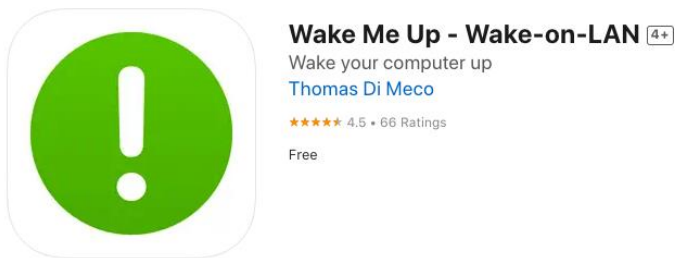 Wake Me Up - Wake-on-LAN 4+
Wake your computer up
Thomas Di Meco
★★★★★ 4.5 • 66 Ratings
Free